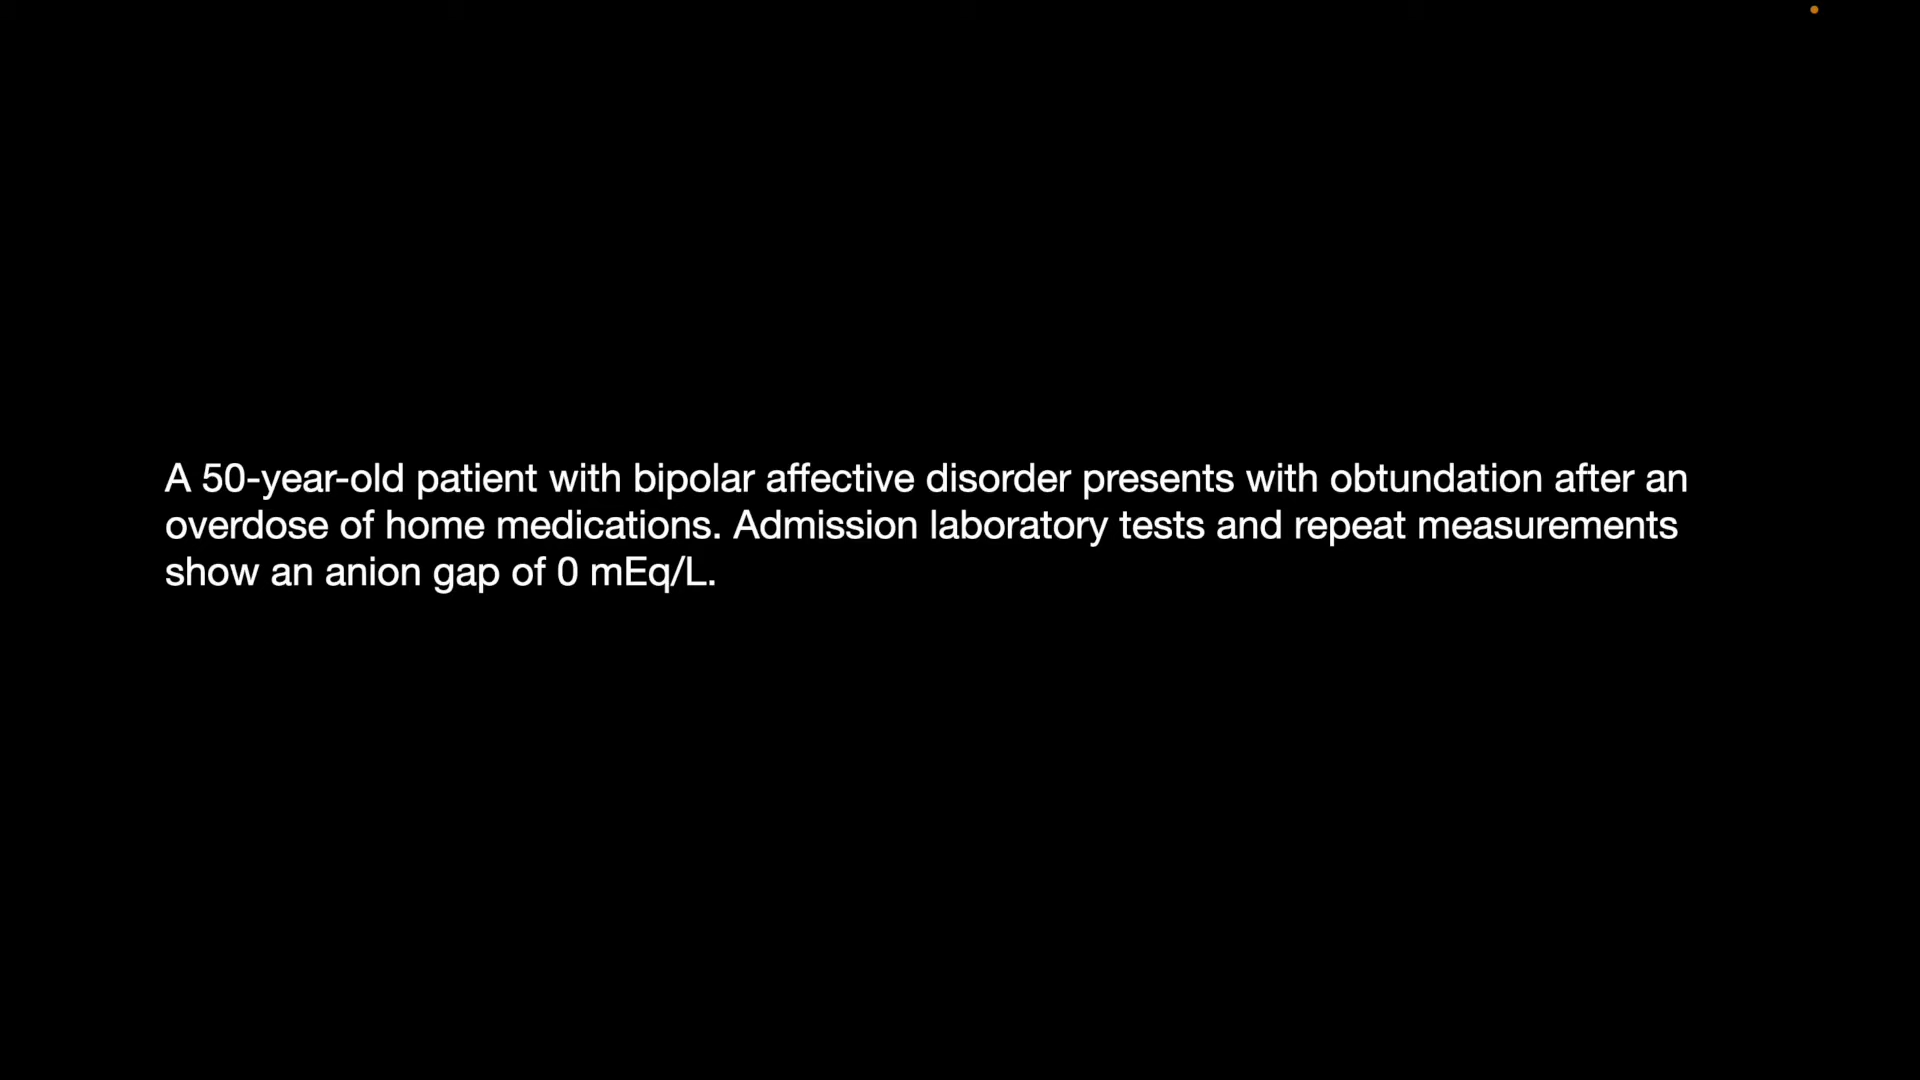 A 50-year-old patient with bipolar affective disorder presents with obtundation after an
overdose of home medications. Admission laboratory tests and repeat measurements
show an anion gap of 0 mEq/L.